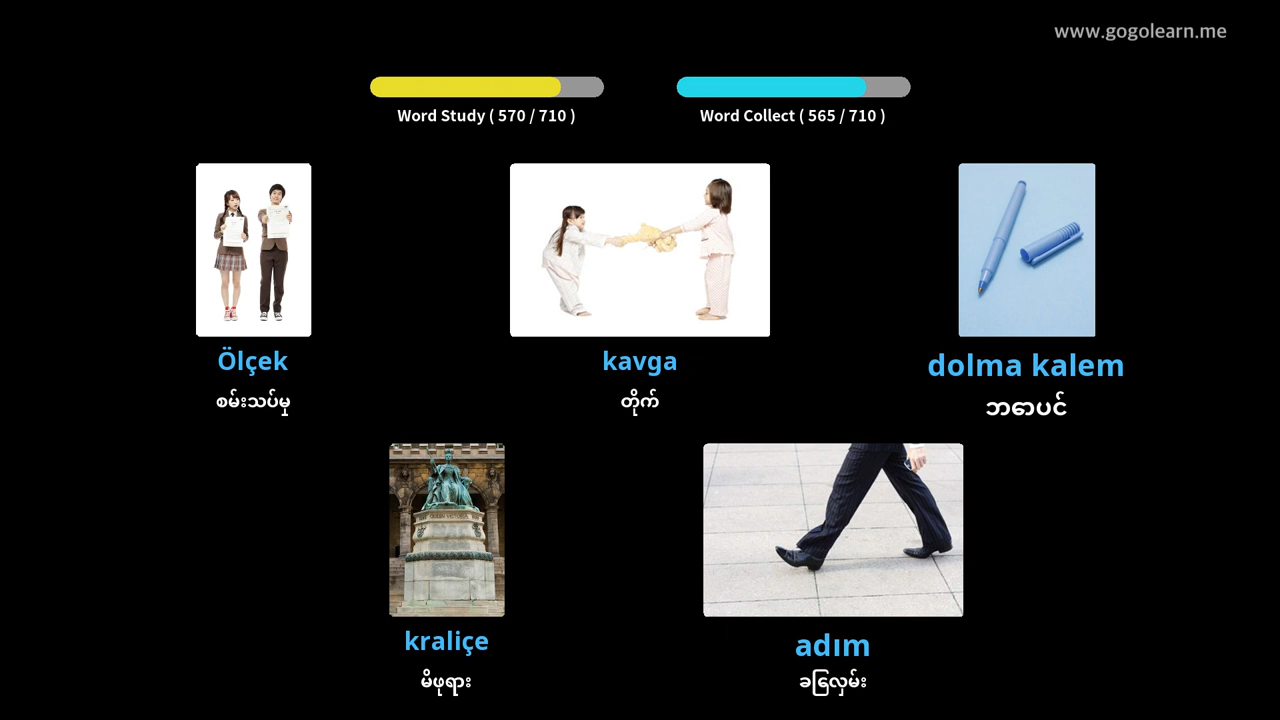 www.gogolearn.me
Word Study ( 570 / 710 )
Word Collect ( 565 / 710 )
Ölçek
စမ်းသပ်မှု
kavga
တိုက်
dolma kalem
ဘောပင်
kraliçe
မိဖုရား
adım
ခြေလှမ်း